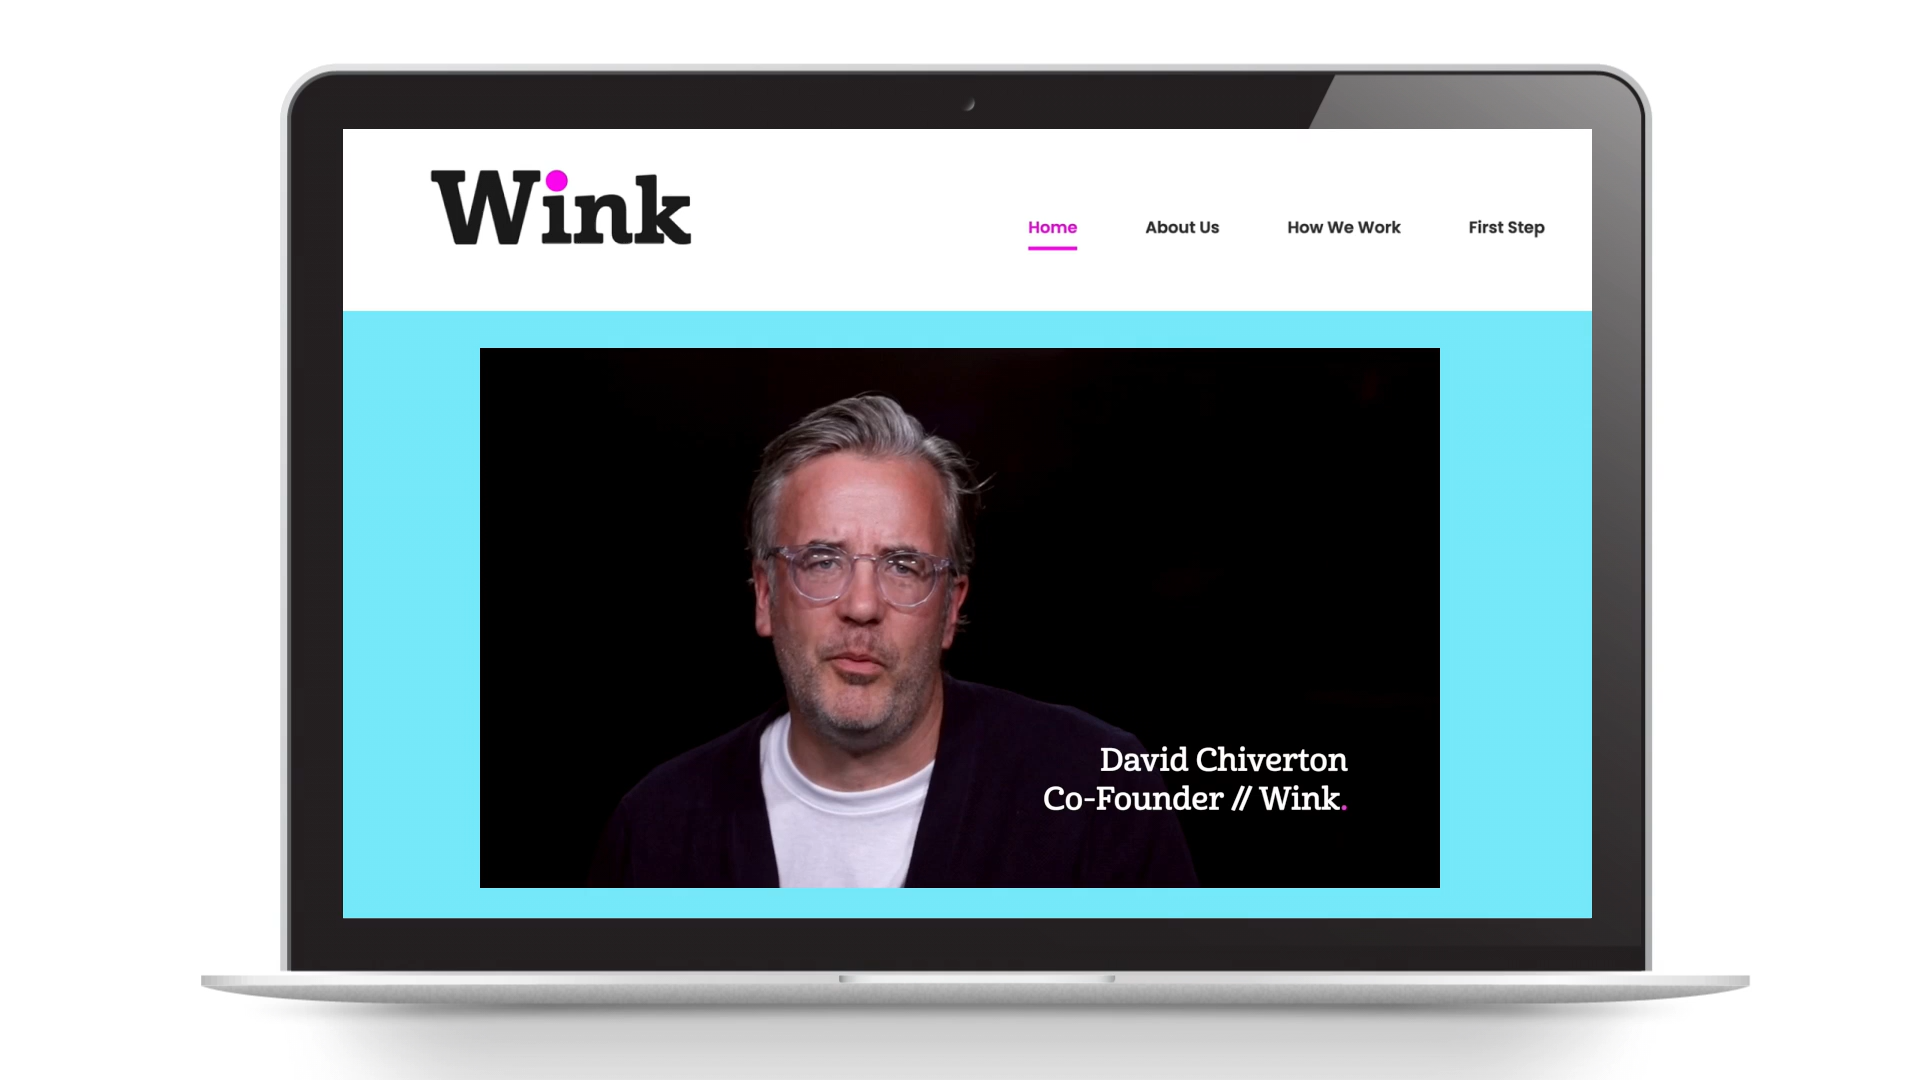 Wink
Home About Us How We Work First Step
David Chiverton
Co-Founder // Wink.